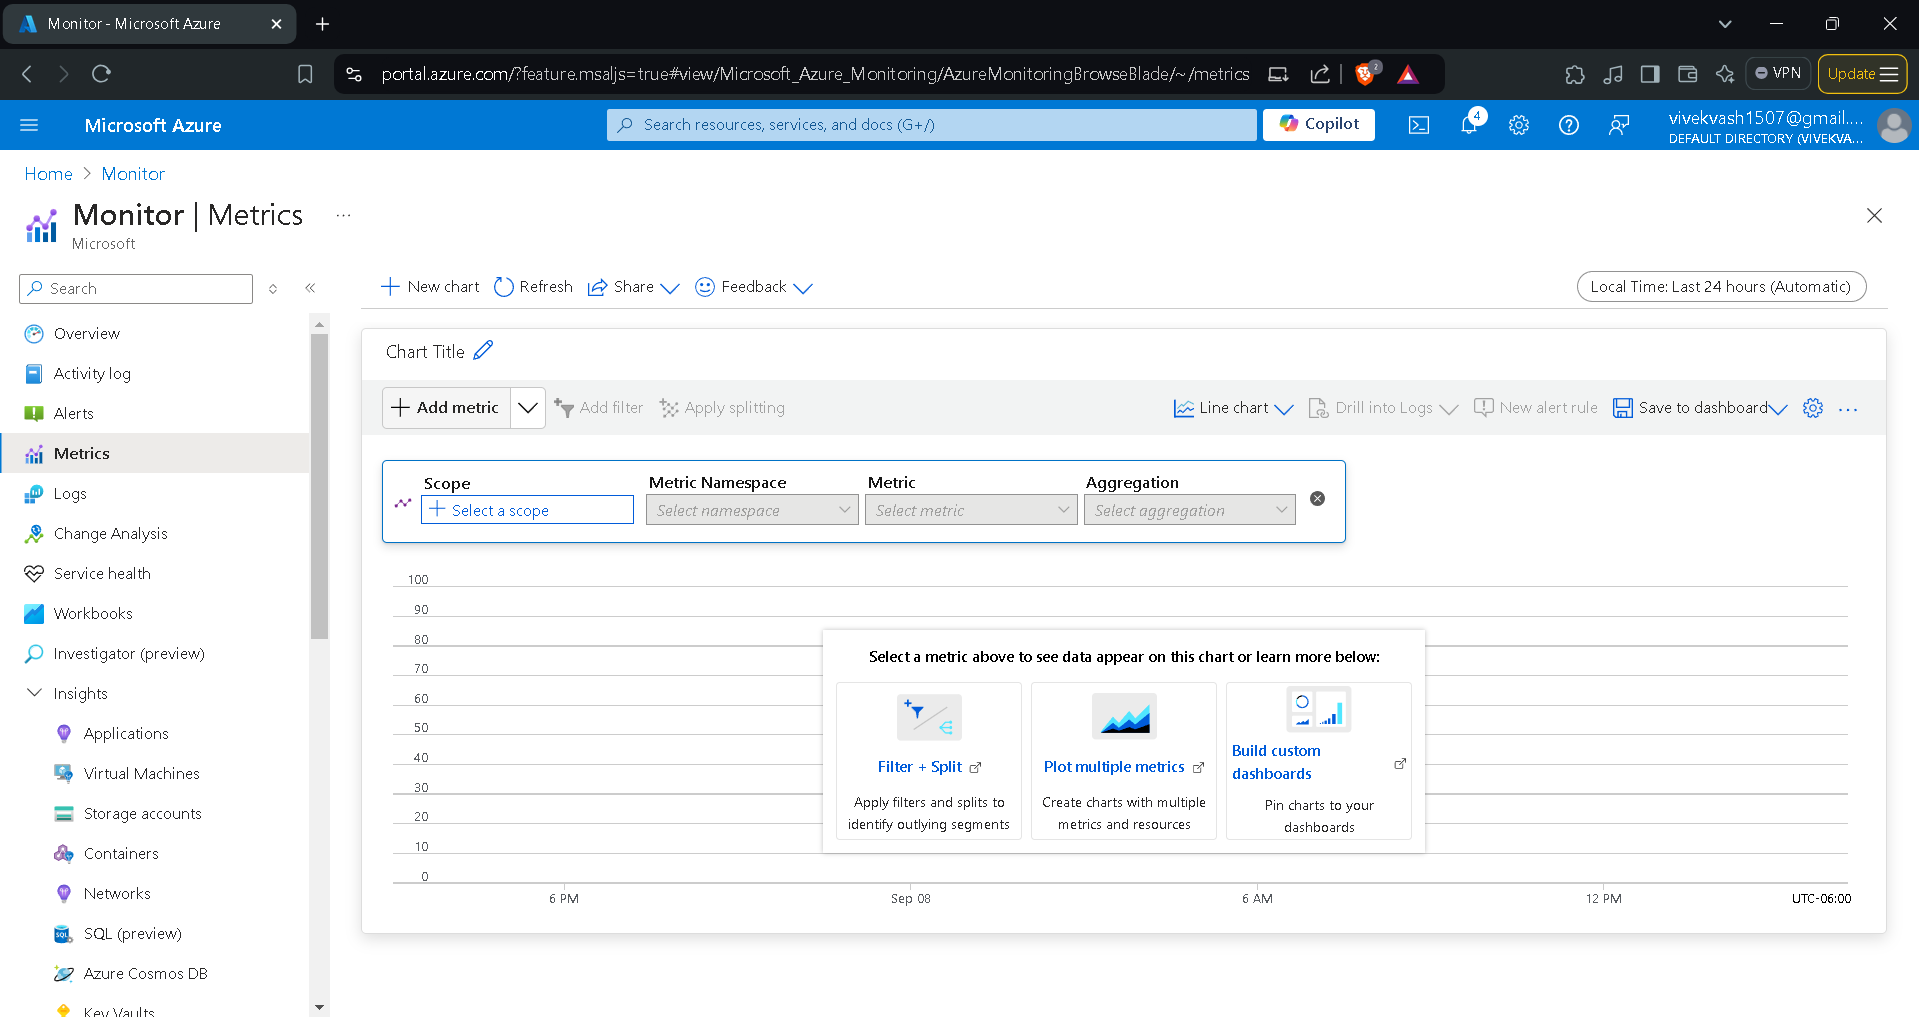 Monitor - Microsoft Azure
portal.azure.com/?feature.msaljs=true#view/Microsoft_Azure_Monitoring/AzureMonitoringBrowseBlade/~/metrics
2
VPN
Update
Microsoft Azure
Search resources, services, and docs (G+/)
Copilot
4
vivekvash1507@gmail....
DEFAULT DIRECTORY (VIVEKVA...
Home > Monitor
Monitor | Metrics
...
Microsoft
Search
New chart
Refresh
Share
Feedback
Local Time: Last 24 hours (Automatic)
Overview
Activity log
Alerts
Metrics
Logs
Change Analysis
Service health
Workbooks
Investigator (preview)
Insights
Applications
Virtual Machines
Storage accounts
Containers
Networks
SQL (preview)
Azure Cosmos DB
Key Vaults
Chart Title
Add metric
Add filter
Apply splitting
Line chart
Drill into Logs
New alert rule
Save to dashboard
...
Scope
Metric Namespace
Metric
Aggregation
Select a scope
Select namespace
Select metric
Select aggregation
100
90
80
70
60
50
40
30
20
10
0
Select a metric above to see data appear on this chart or learn more below:
Filter + Split
Apply filters and splits to
identify outlying segments
Plot multiple metrics
Create charts with multiple
metrics and resources
Build custom
dashboards
Pin charts to your
dashboards
6 PM
Sep 08
6 AM
12 PM
UTC-06:00